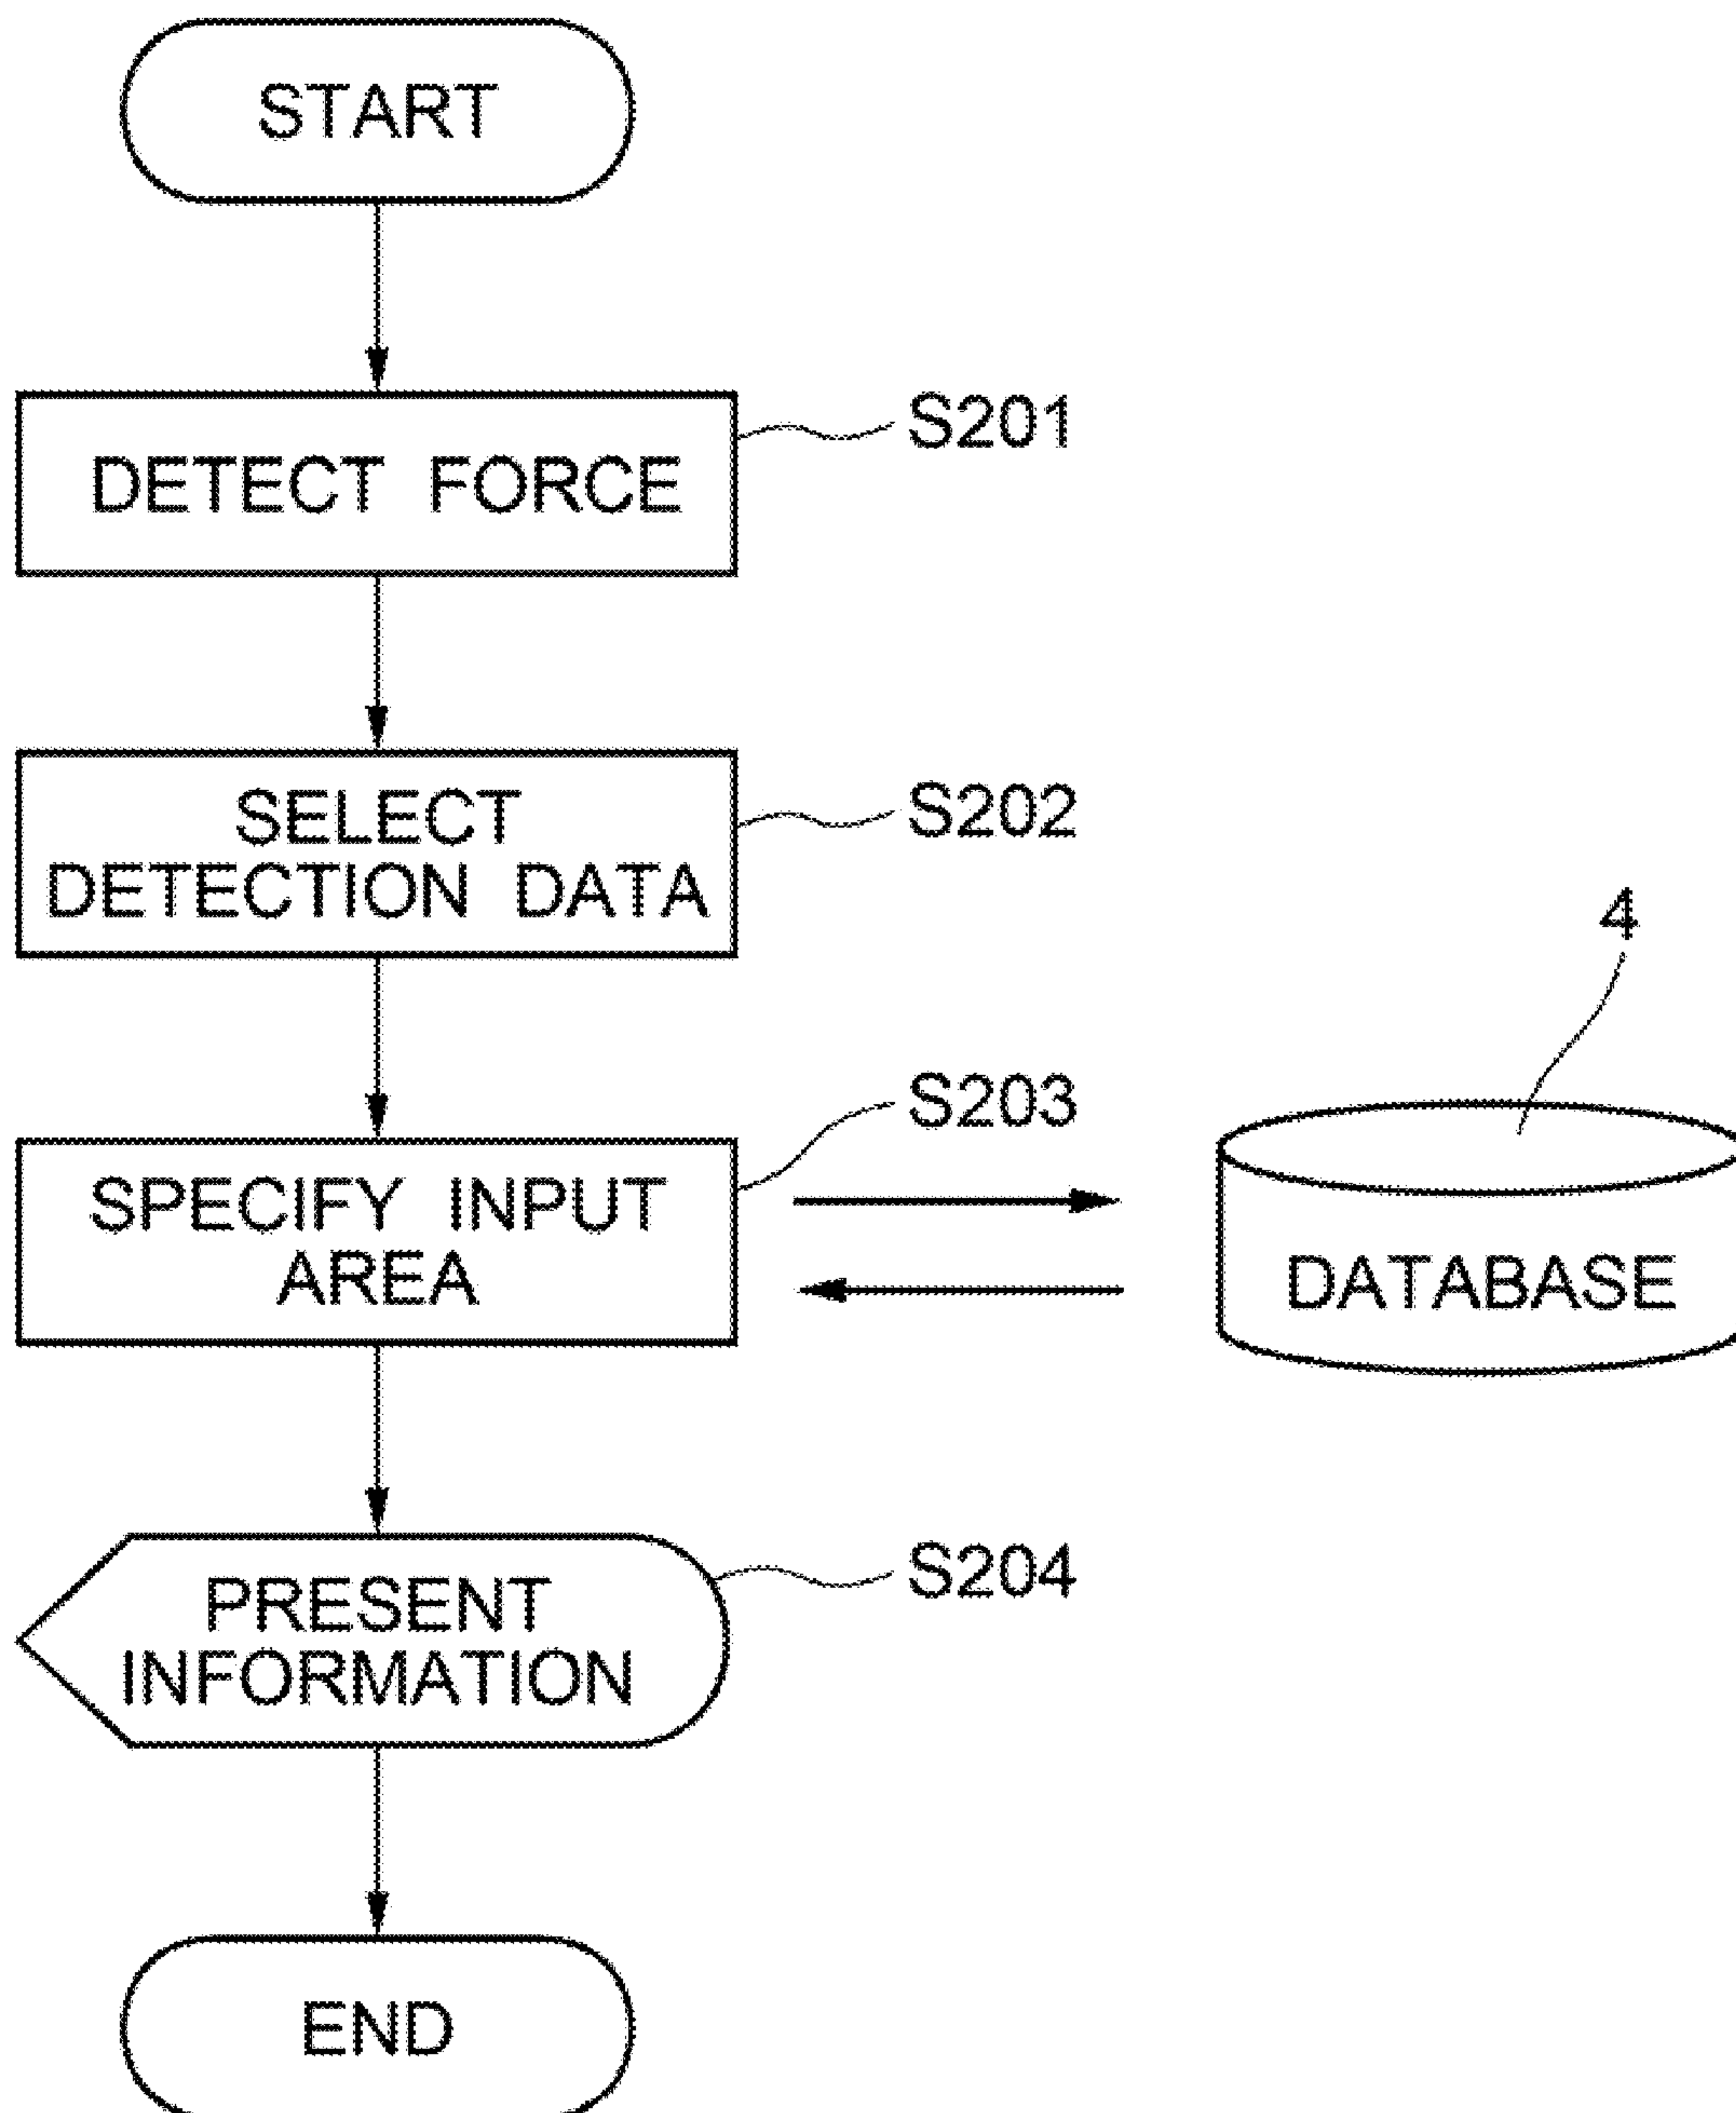 START
DETECT FORCE
S201
SELECT
DETECTION DATA
S202
4
SPECIFY INPUT
AREA
S203
DATABASE
PRESENT
INFORMATION
S204
END